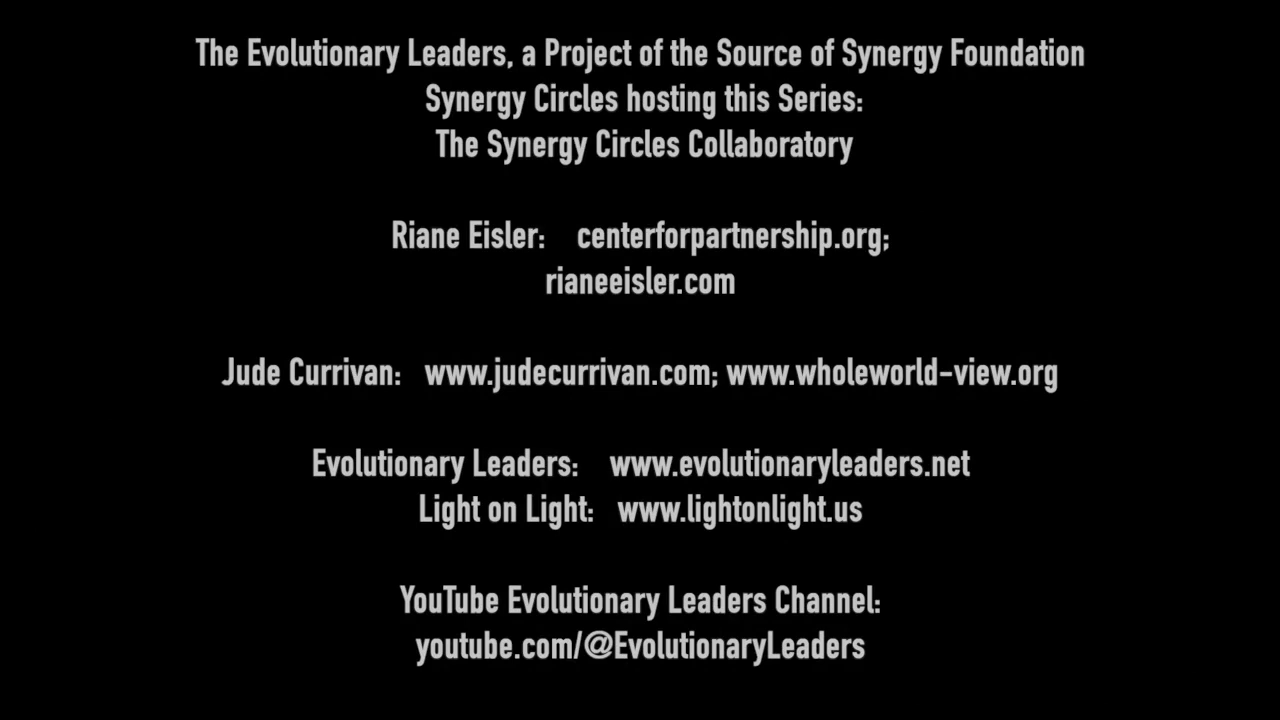 The Evolutionary Leaders, a Project of the Source of Synergy Foundation
Synergy Circles hosting this Series:
The Synergy Circles Collaboratory
Riane Eisler: centerforpartnership.org;
rianeeisler.com
Jude Currivan: www.judecurrivan.com; www.wholeworld-view.org
Evolutionary Leaders: www.evolutionaryleaders.net
Light on Light: www.lightonlight.us
YouTube Evolutionary Leaders Channel:
youtube.com/@EvolutionaryLeaders